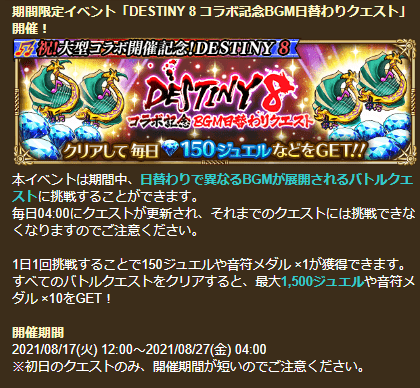 期間限定イベント「DESTINY 8 コラボ記念BGM日替わりクエスト」
開催！
祝!大型コラボ開催記念!DESTINY 8
DESTINY 8
コラボ記念 BGM日替わりクエスト
クリアして毎日 150ジュエルなどをGET!!
本イベントは期間中、日替わりで異なるBGMが展開されるバトルクエ
ストに挑戦することができます。
毎日04:00にクエストが更新され、それまでのクエストには挑戦できな
くなりますのでご注意ください。
1日1回挑戦することで150ジュエルや音符メダル ×1が獲得できます。
すべてのバトルクエストをクリアすると、最大1,500ジュエルや音符メ
ダル ×10をGET！
開催期間
2021/08/17(火) 12:00～2021/08/27(金) 04:00
※初日のクエストのみ、開催期間が短いのでご注意ください。